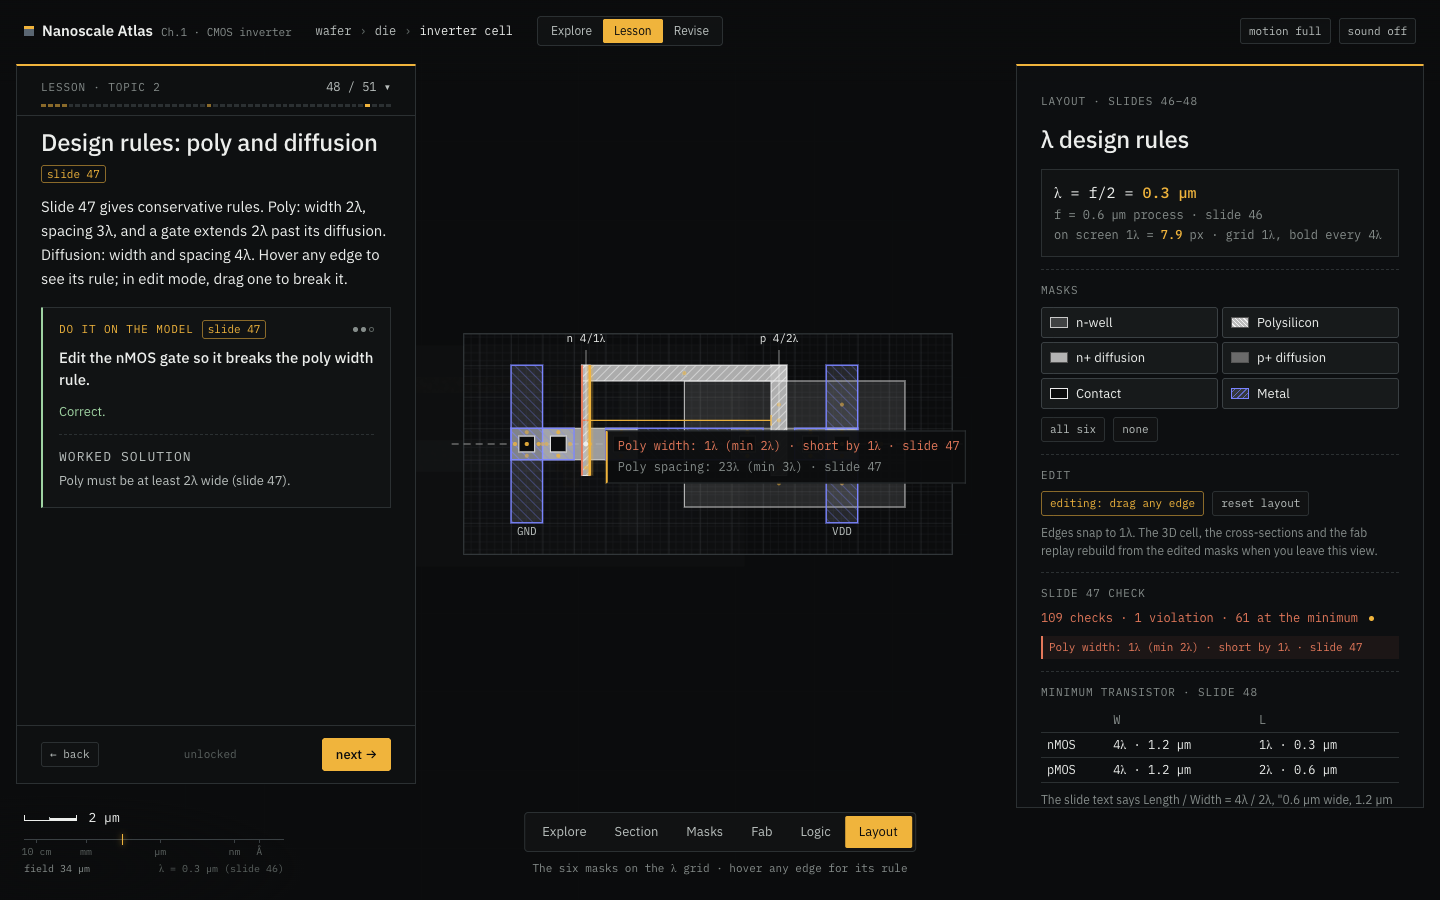 Nanoscale Atlas Ch.1 · CMOS inverter
wafer › die › inverter cell
Explore Lesson Revise
motion full sound off
LESSON · TOPIC 2
48 / 51 ▾
Design rules: poly and diffusion
slide 47
Slide 47 gives conservative rules. Poly: width 2λ,
spacing 3λ, and a gate extends 2λ past its diffusion.
Diffusion: width and spacing 4λ. Hover any edge to
see its rule; in edit mode, drag one to break it.
DO IT ON THE MODEL slide 47
Edit the nMOS gate so it breaks the poly width
rule.
Correct.
WORKED SOLUTION
Poly must be at least 2λ wide (slide 47).
← back
unlocked
next →
n 4/1λ
p 4/2λ
Poly width: 1λ (min 2λ) · short by 1λ · slide 47
Poly spacing: 23λ (min 3λ) · slide 47
GND
VDD
LAYOUT · SLIDES 46–48
λ design rules
λ = f/2 = 0.3 µm
f = 0.6 µm process · slide 46
on screen 1λ = 7.9 px · grid 1λ, bold every 4λ
MASKS
n-well
Polysilicon
n+ diffusion
p+ diffusion
Contact
Metal
all six
none
EDIT
editing: drag any edge
reset layout
Edges snap to 1λ. The 3D cell, the cross-sections and the fab
replay rebuild from the edited masks when you leave this view.
SLIDE 47 CHECK
109 checks · 1 violation · 61 at the minimum
Poly width: 1λ (min 2λ) · short by 1λ · slide 47
MINIMUM TRANSISTOR · SLIDE 48
W L
nMOS 4λ · 1.2 µm 1λ · 0.3 µm
pMOS 4λ · 1.2 µm 2λ · 0.6 µm
The slide text says Length / Width = 4λ / 2λ, "0.6 µm wide, 1.2 µm
2 µm
10 cm mm µm nm Å
field 34 µm
λ = 0.3 µm (slide 46)
Explore Section Masks Fab Logic Layout
The six masks on the λ grid · hover any edge for its rule